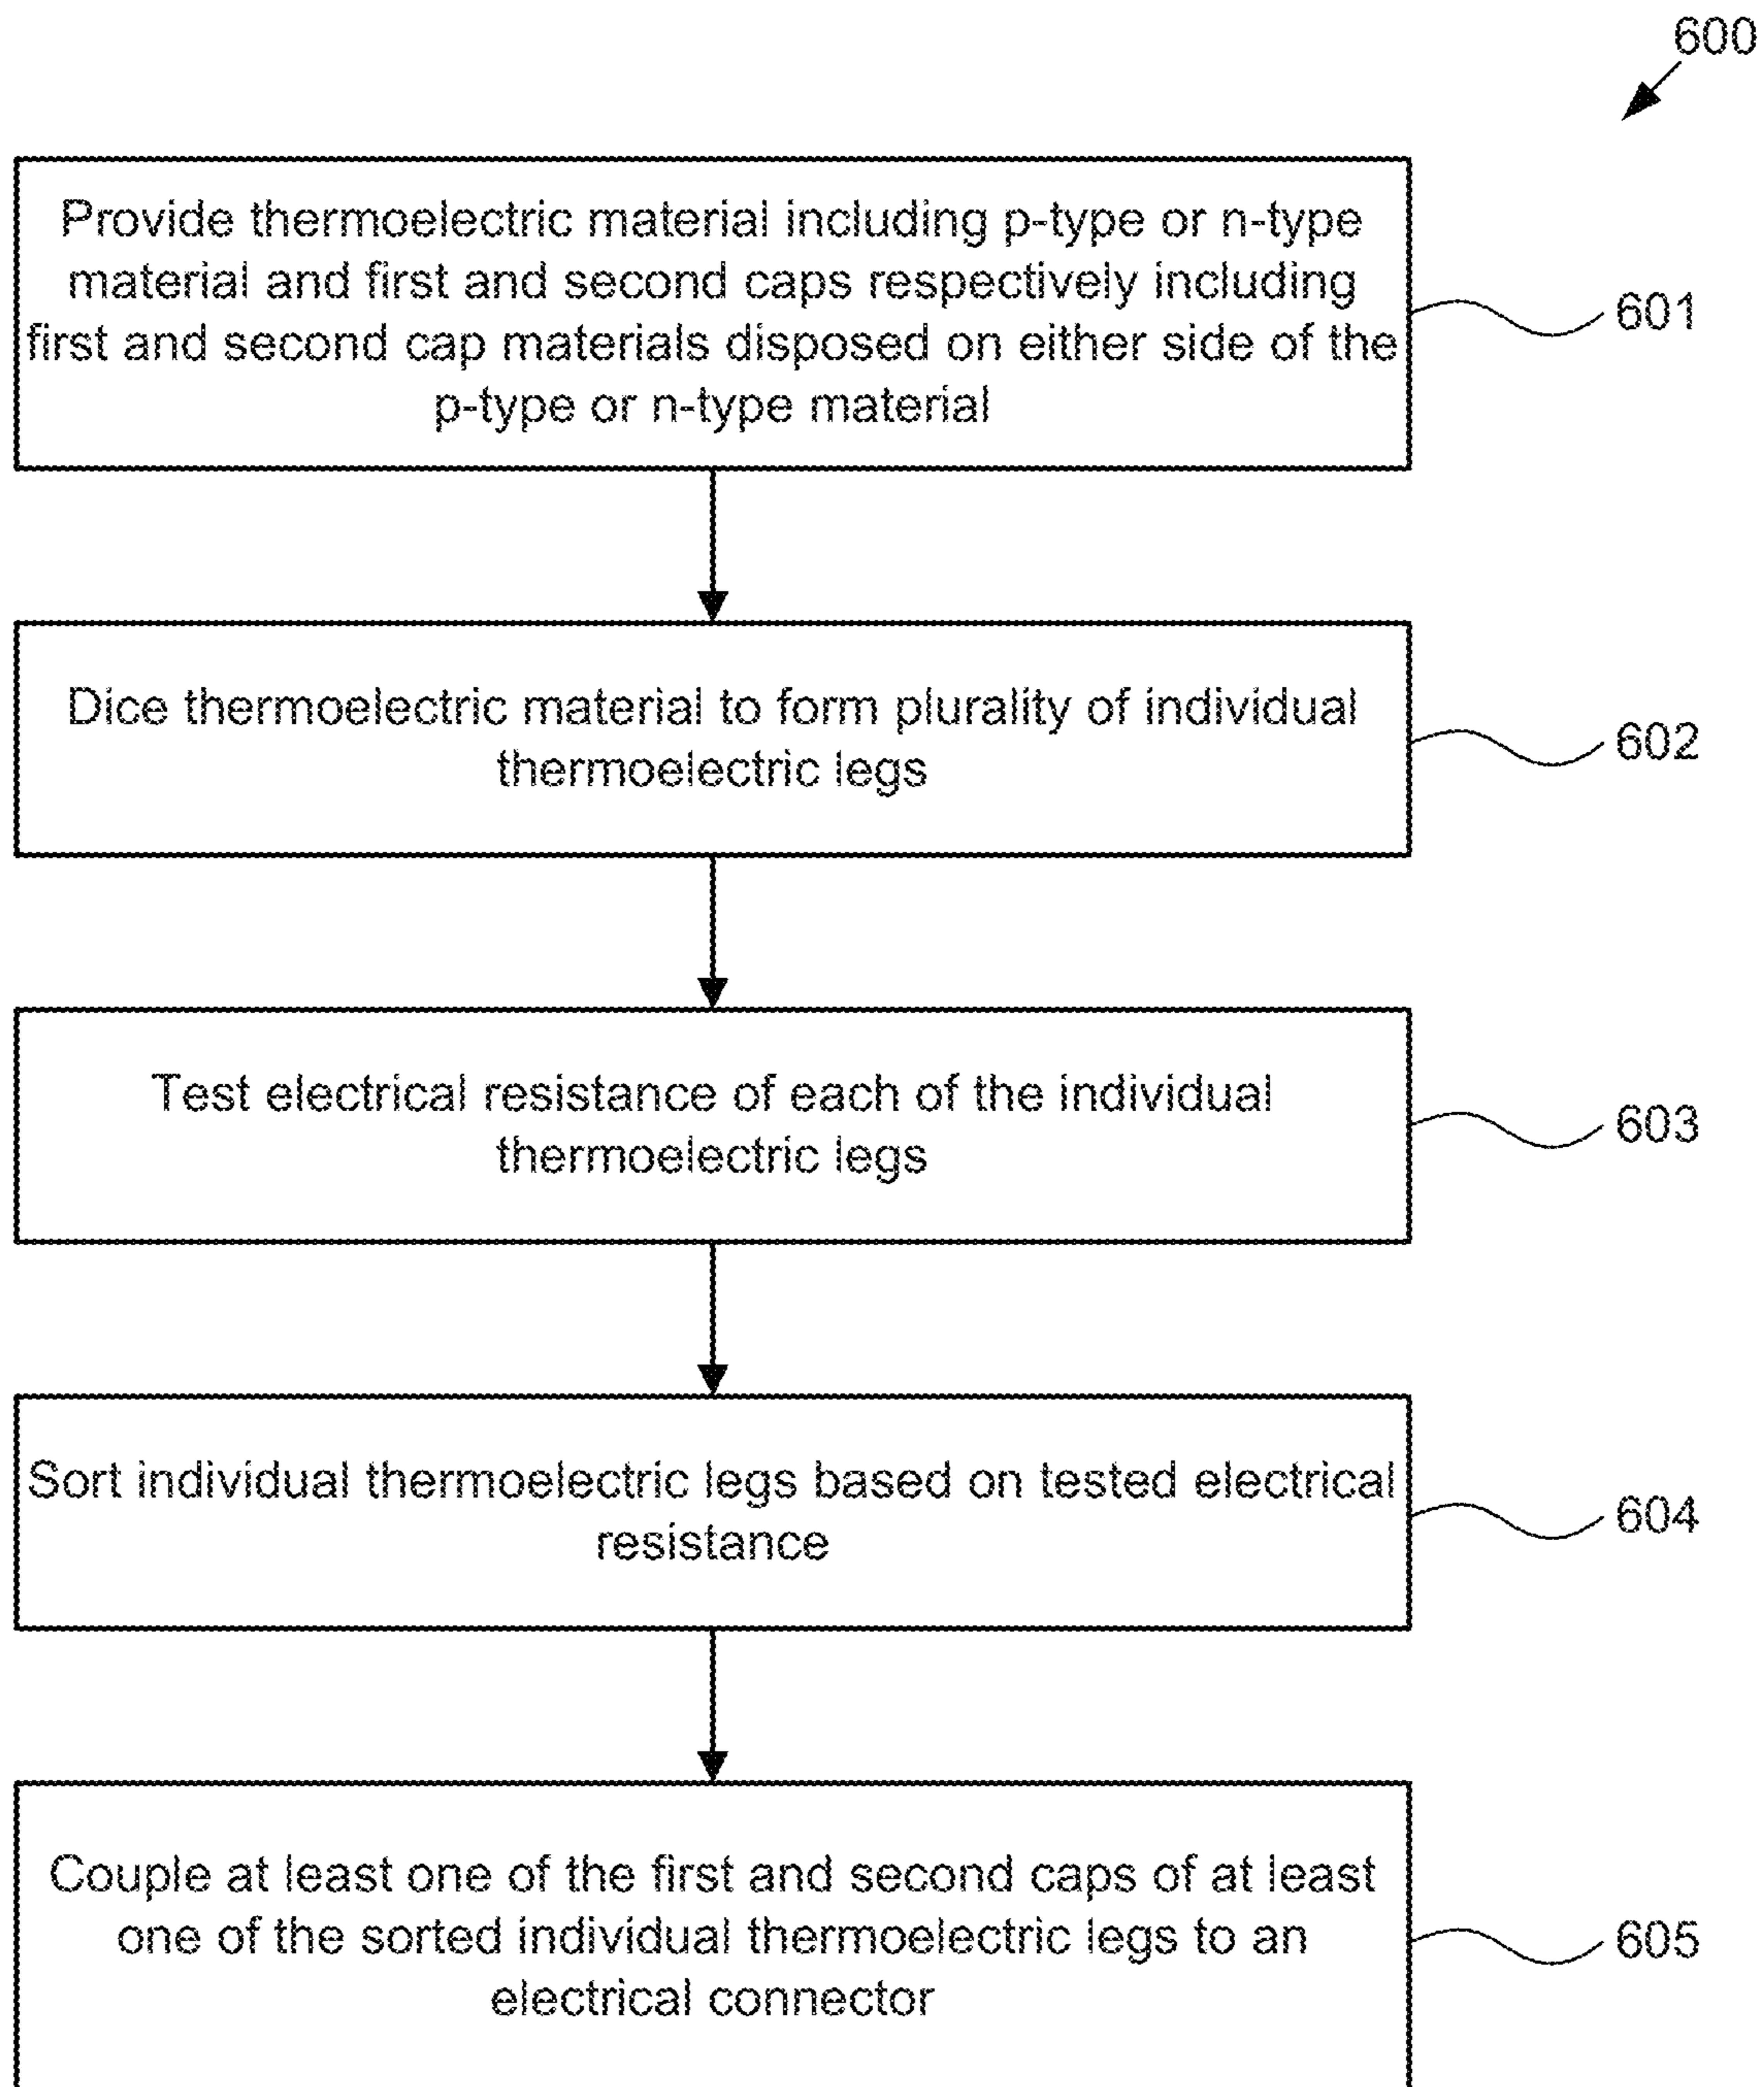 600
Provide thermoelectric material including p-type or n-type
material and first and second caps respectively including
first and second cap materials disposed on either side of the
p-type or n-type material
601
Dice thermoelectric material to form plurality of individual
thermoelectric legs
602
Test electrical resistance of each of the individual
thermoelectric legs
603
Sort individual thermoelectric legs based on tested electrical
resistance
604
Couple at least one of the first and second caps of at least
one of the sorted individual thermoelectric legs to an
electrical connector
605